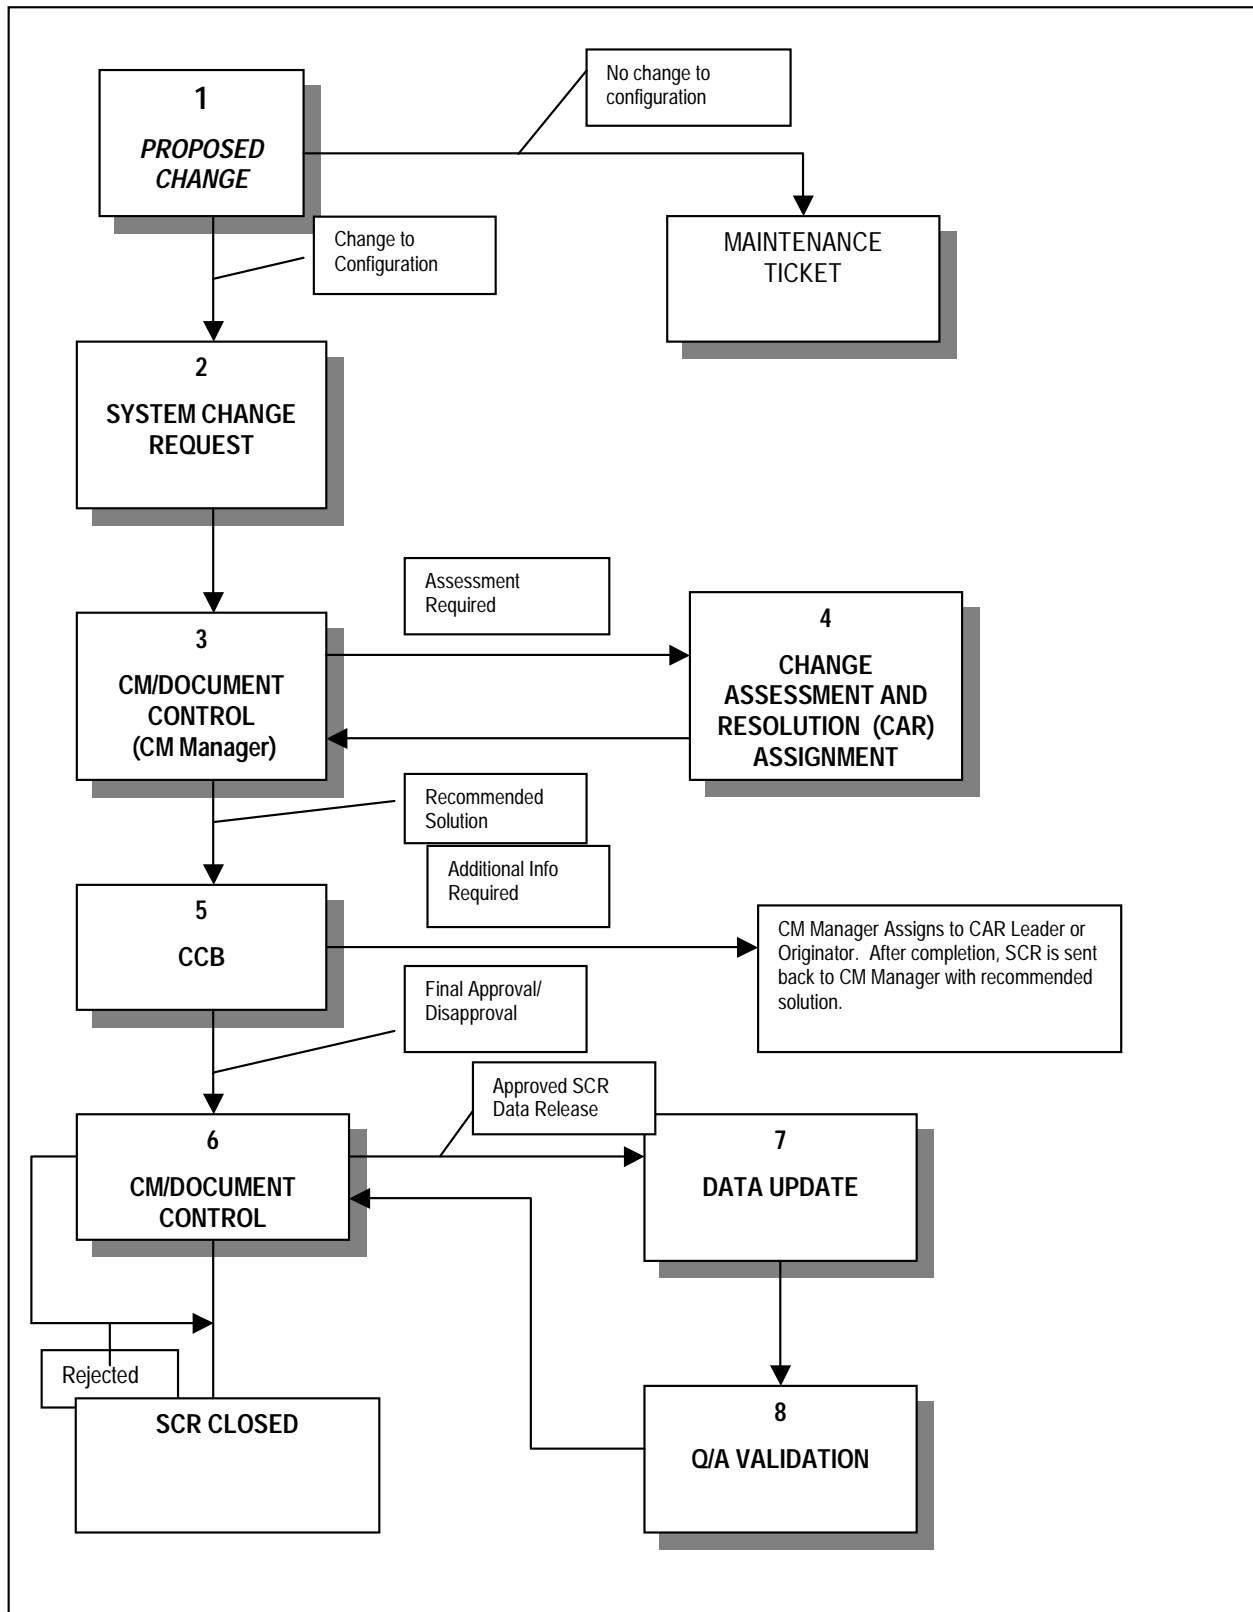 1
PROPOSED
CHANGE
No change to
configuration
Change to
Configuration
MAINTENANCE
TICKET
2
SYSTEM CHANGE
REQUEST
Assessment
Required
3
CM/DOCUMENT
CONTROL
(CM Manager)
4
CHANGE
ASSESSMENT AND
RESOLUTION (CAR)
ASSIGNMENT
Recommended
Solution
Additional Info
Required
5
CCB
CM Manager Assigns to CAR Leader or
Originator. After completion, SCR is sent
back to CM Manager with recommended
solution.
Final Approval/
Disapproval
Approved SCR
Data Release
6
CM/DOCUMENT
CONTROL
7
DATA UPDATE
Rejected
SCR CLOSED
8
Q/A VALIDATION